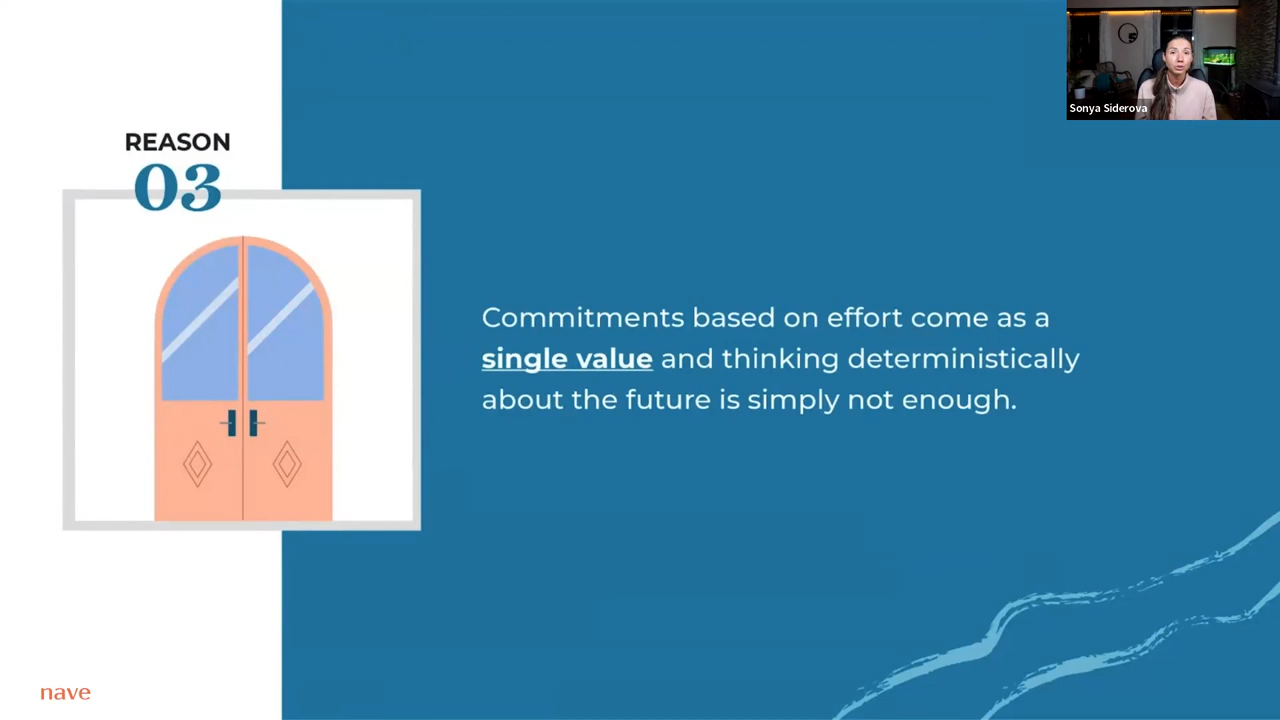 Sonya Siderova
REASON
03
Commitments based on effort come as a
single value and thinking deterministically
about the future is simply not enough.
nave